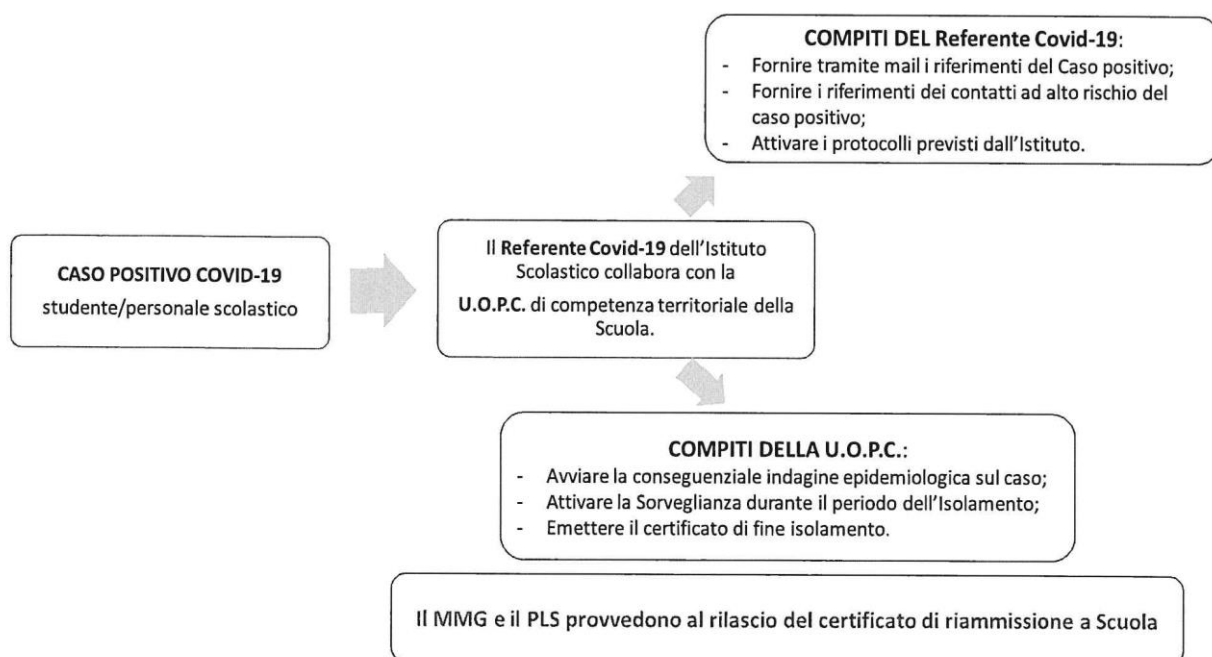 COMPITI DEL Referente Covid-19:
- Fornire tramite mail i riferimenti del Caso positivo;
- Fornire i riferimenti dei contatti ad alto rischio del
caso positivo;
- Attivare i protocolli previsti dall'Istituto.
CASO POSITIVO COVID-19
studente/personale scolastico
Il Referente Covid-19 dell'Istituto
Scolastico collabora con la
U.O.P.C. di competenza territoriale della
Scuola.
COMPITI DELLA U.O.P.C.:
- Avviare la conseguenziale indagine epidemiologica sul caso;
- Attivare la Sorveglianza durante il periodo dell'Isolamento;
- Emettere il certificato di fine isolamento.
Il MMG e il PLS provvedono al rilascio del certificato di riammissione a Scuola